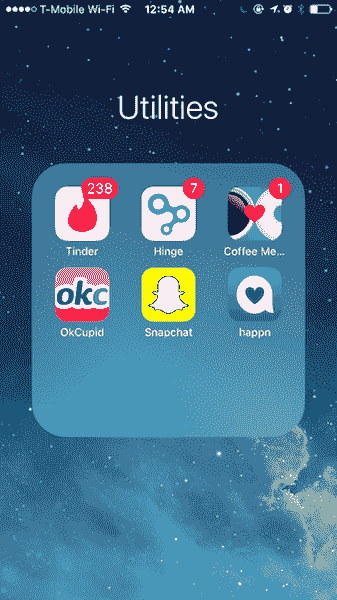 T-Mobile Wi-Fi 12:54 AM
Utilities
238 7 1
Tinder Hinge Coffee Me...
okc
OkCupid Snapchat happn